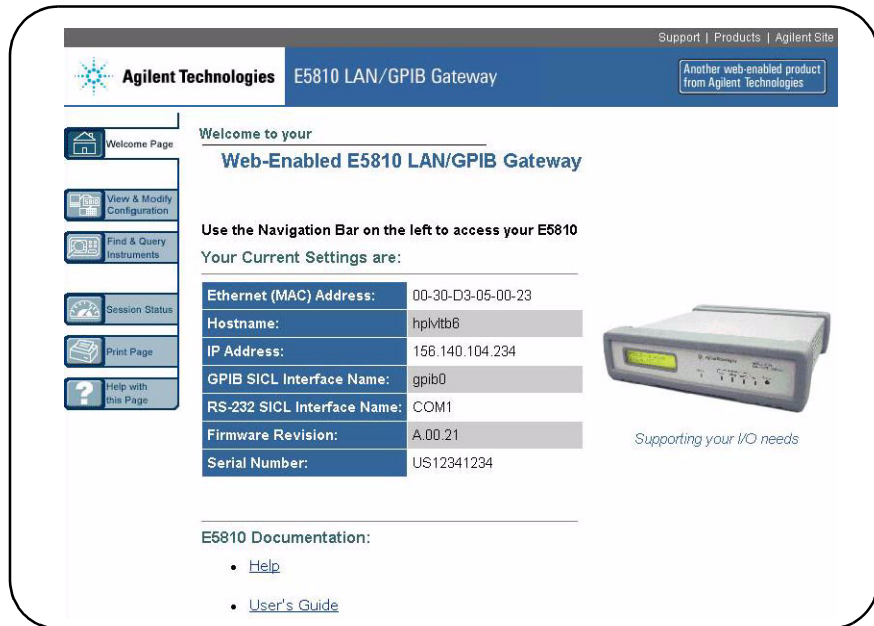 Support | Products | Agilent Site
Agilent Technologies
E5810 LAN/GPIB Gateway
Another web-enabled product
from Agilent Technologies
Welcome Page
View & Modify
Configuration
Find & Query
Instruments
Session Status
Print Page
Help with
this Page
Welcome to your
Web-Enabled E5810 LAN/GPIB Gateway
Use the Navigation Bar on the left to access your E5810
Your Current Settings are:
Ethernet (MAC) Address: 00-30-D3-05-00-23
Hostname: hplvltb6
IP Address: 156.140.104.234
GPIB SICL Interface Name: gpib0
RS-232 SICL Interface Name: COM1
Firmware Revision: A.00.21
Serial Number: US12341234
Supporting your I/O needs
E5810 Documentation:
• Help
• User's Guide